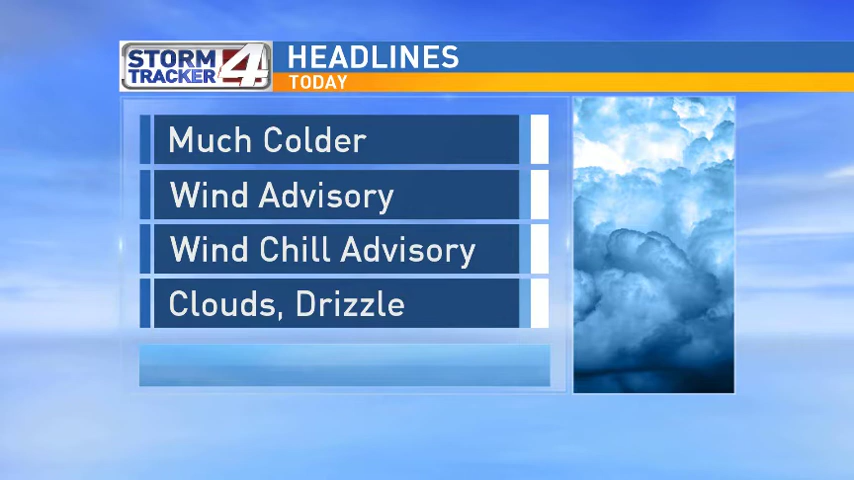 STORM
TRACKER 4
HEADLINES
TODAY
Much Colder
Wind Advisory
Wind Chill Advisory
Clouds, Drizzle